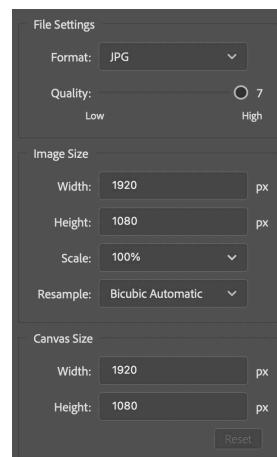 File Settings
Format: JPG
Quality: 7
Low High
Image Size
Width: 1920 px
Height: 1080 px
Scale: 100%
Resample: Bicubic Automatic
Canvas Size
Width: 1920 px
Height: 1080 px
Reset